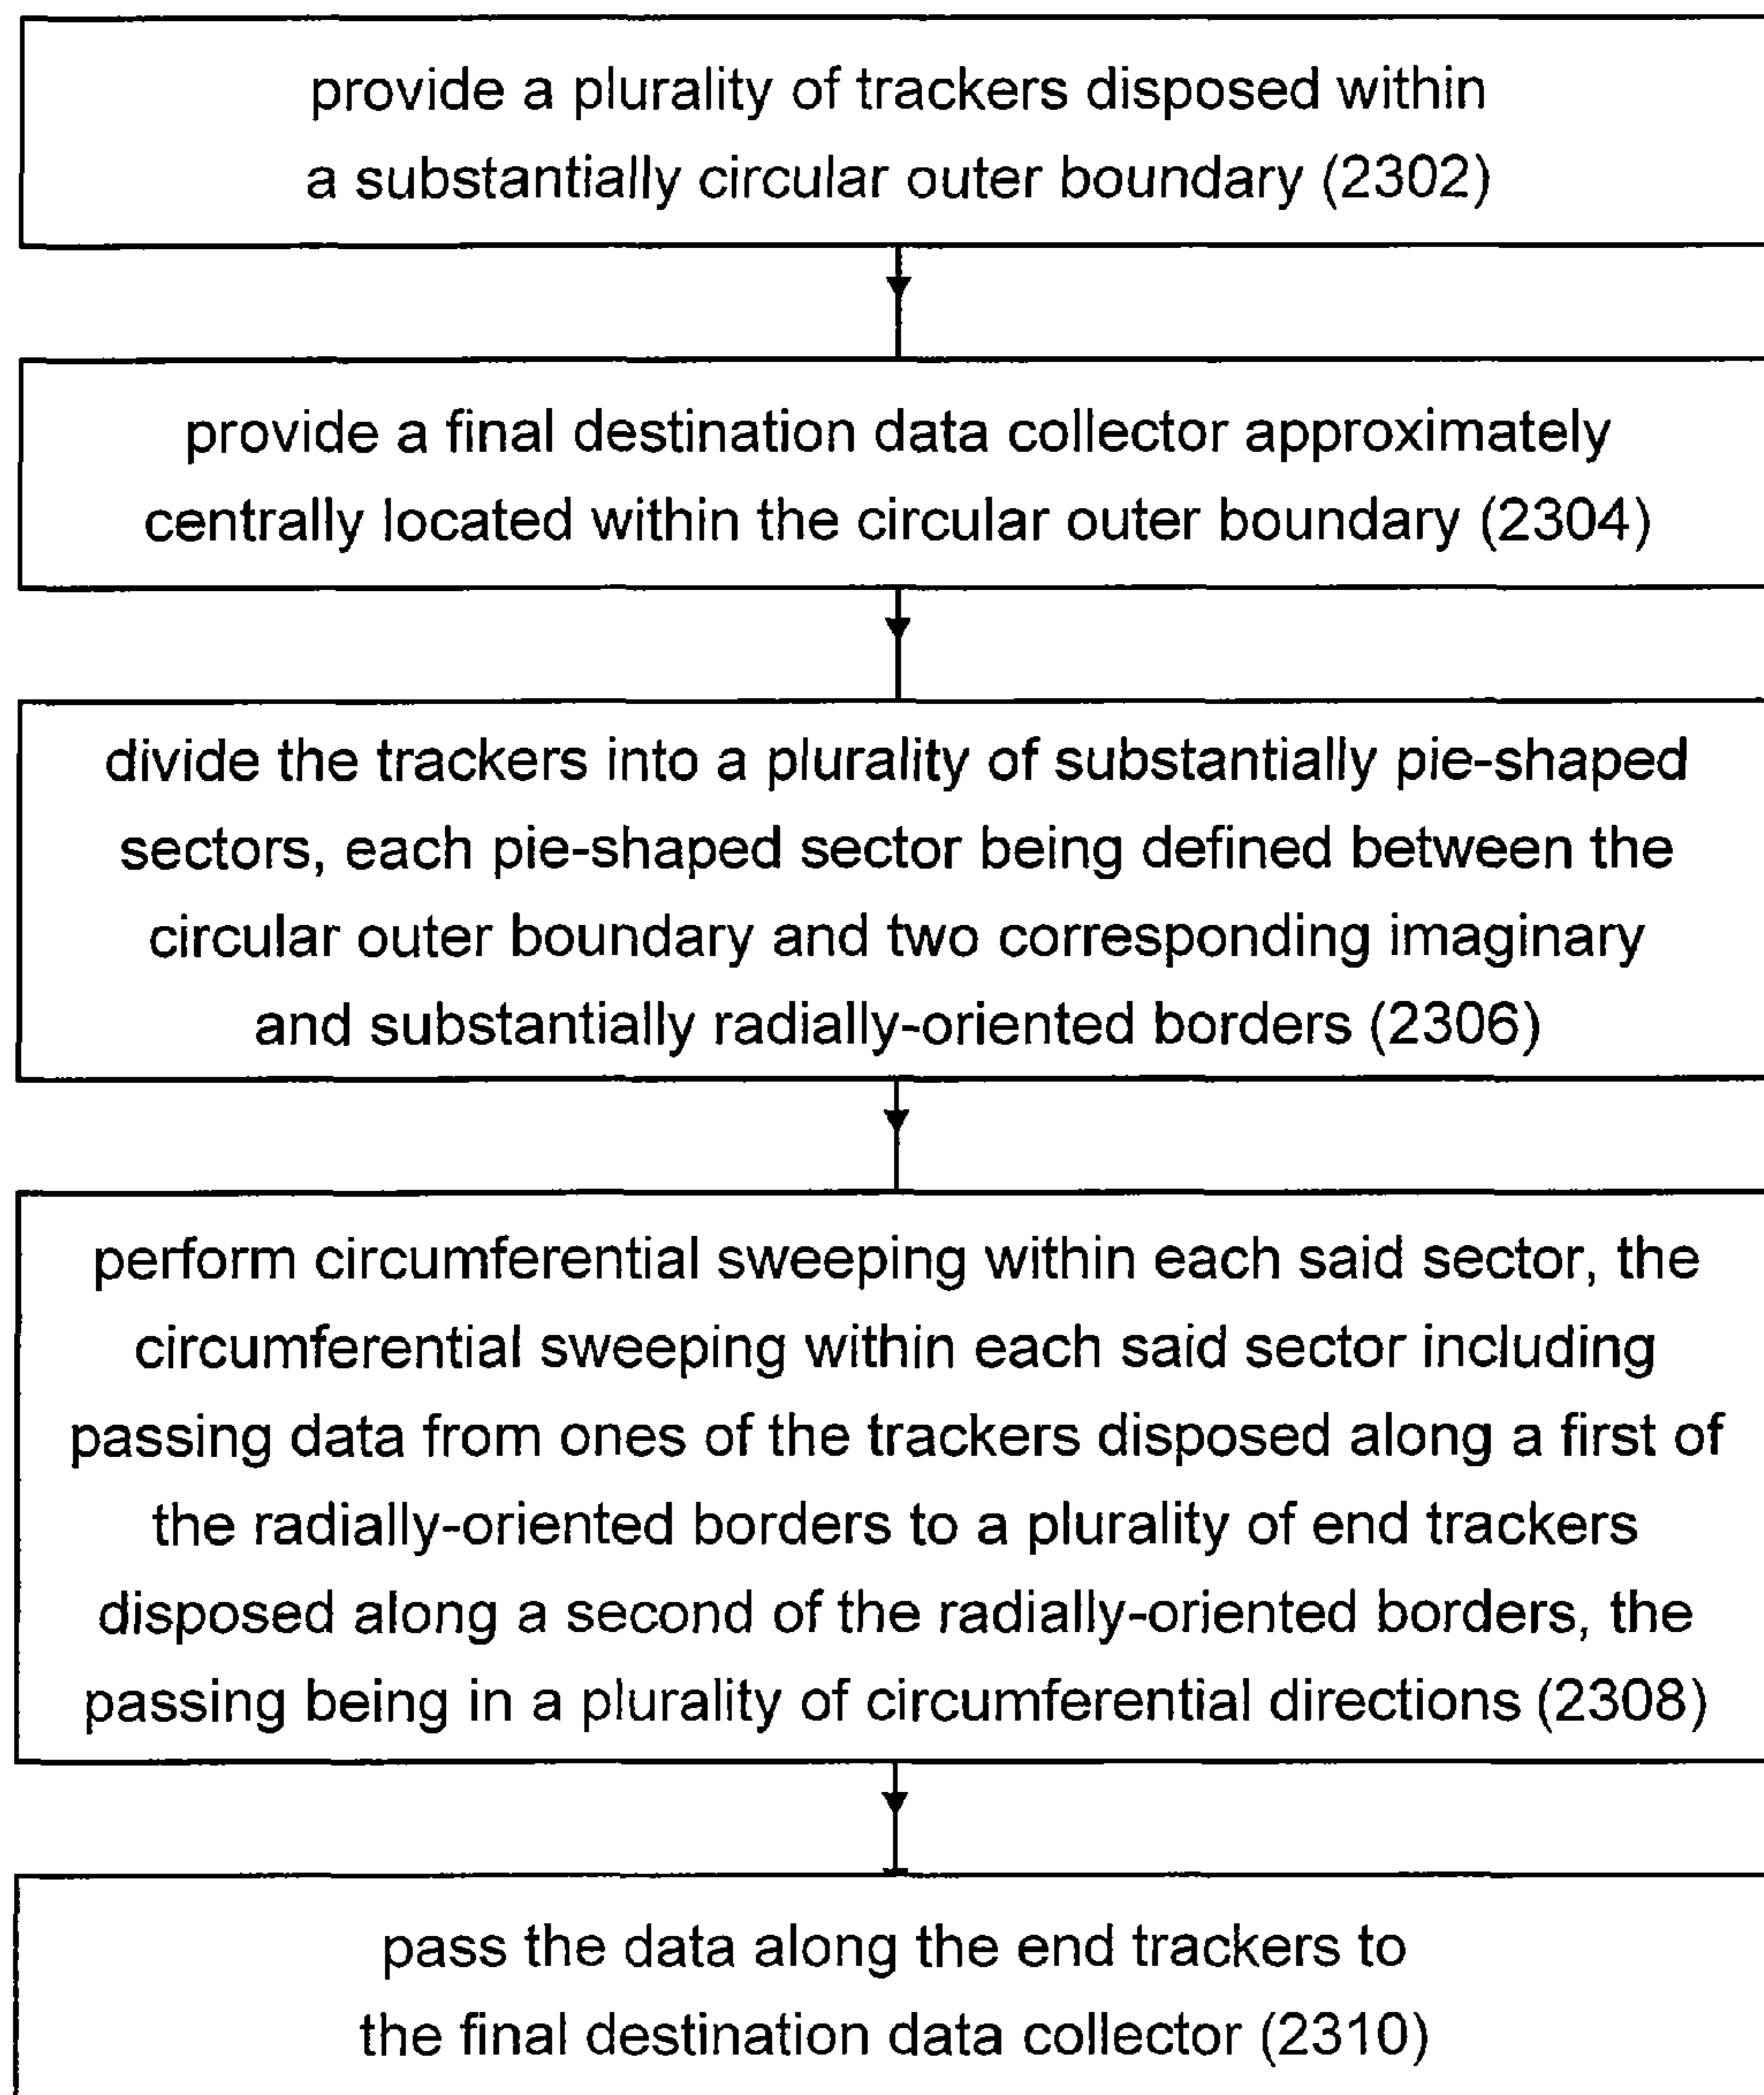 provide a plurality of trackers disposed within
a substantially circular outer boundary (2302)
provide a final destination data collector approximately
centrally located within the circular outer boundary (2304)
divide the trackers into a plurality of substantially pie-shaped
sectors, each pie-shaped sector being defined between the
circular outer boundary and two corresponding imaginary
and substantially radially-oriented borders (2306)
perform circumferential sweeping within each said sector, the
circumferential sweeping within each said sector including
passing data from ones of the trackers disposed along a first of
the radially-oriented borders to a plurality of end trackers
disposed along a second of the radially-oriented borders, the
passing being in a plurality of circumferential directions (2308)
pass the data along the end trackers to
the final destination data collector (2310)